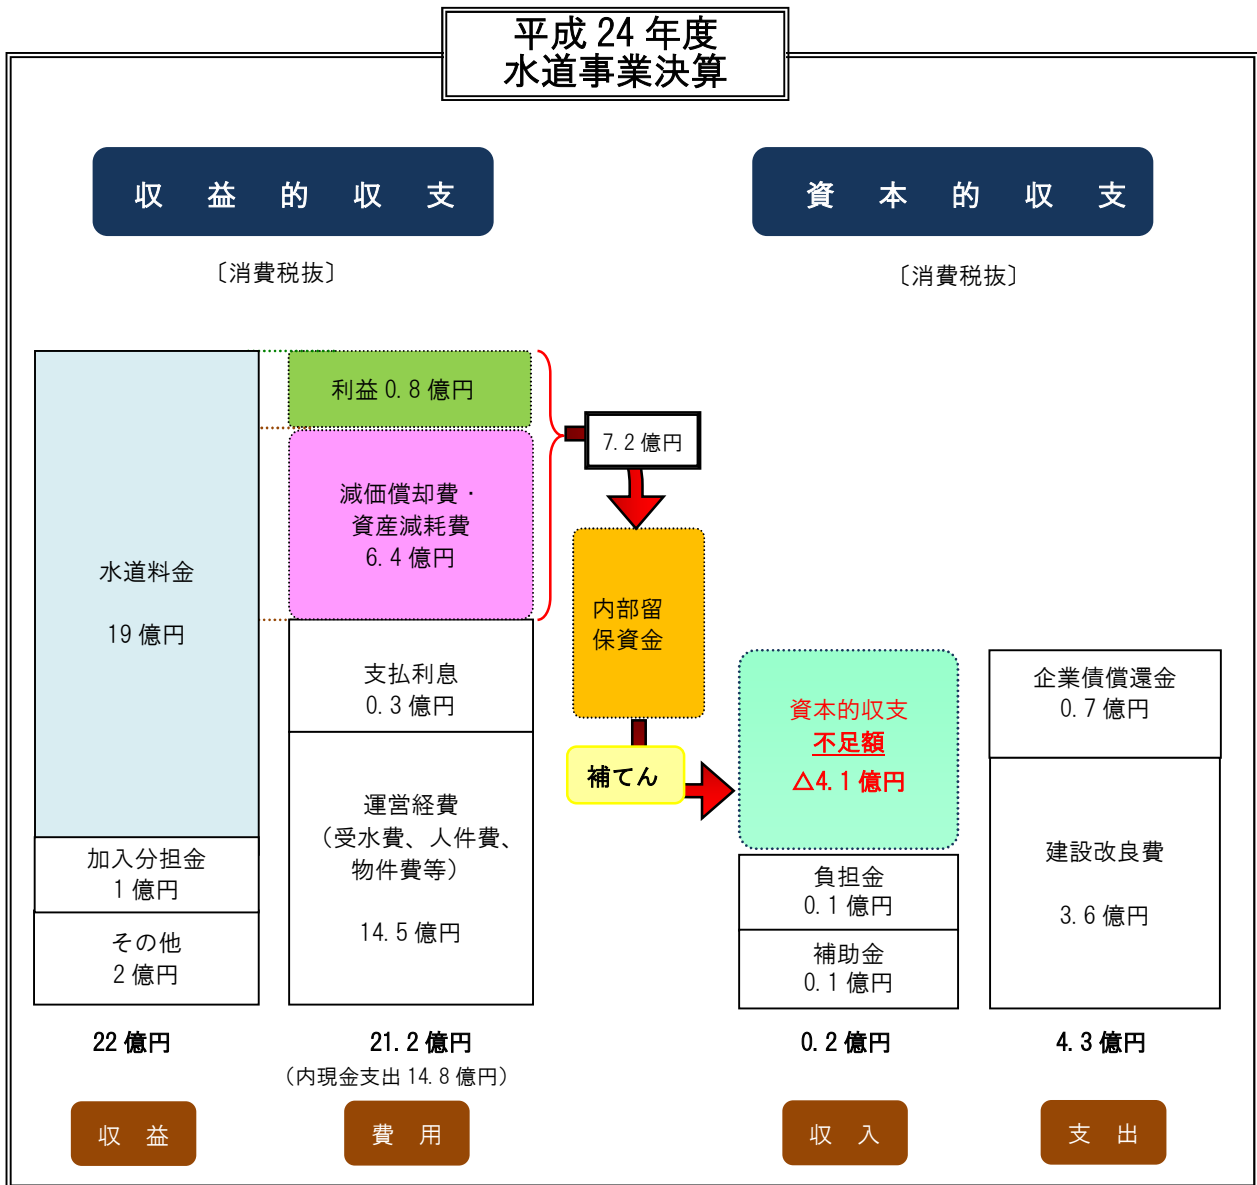 平成 24 年度
水道事業決算
収 益 的 収 支
〔消費税抜〕
資 本 的 収 支
〔消費税抜〕
水道料金
19 億円
加入分担金
1 億円
その他
2 億円
22 億円
収 益
利益 0.8 億円
減価償却費・
資産減耗費
6.4 億円
支払利息
0.3 億円
運営経費
（受水費、人件費、
物件費等）
14.5 億円
21.2 億円
（内現金支出 14.8 億円）
費 用
7.2 億円
内部留
保資金
補てん
資本的収支
不足額
△4.1 億円
負担金
0.1 億円
補助金
0.1 億円
0.2 億円
収 入
企業債償還金
0.7 億円
建設改良費
3.6 億円
4.3 億円
支 出